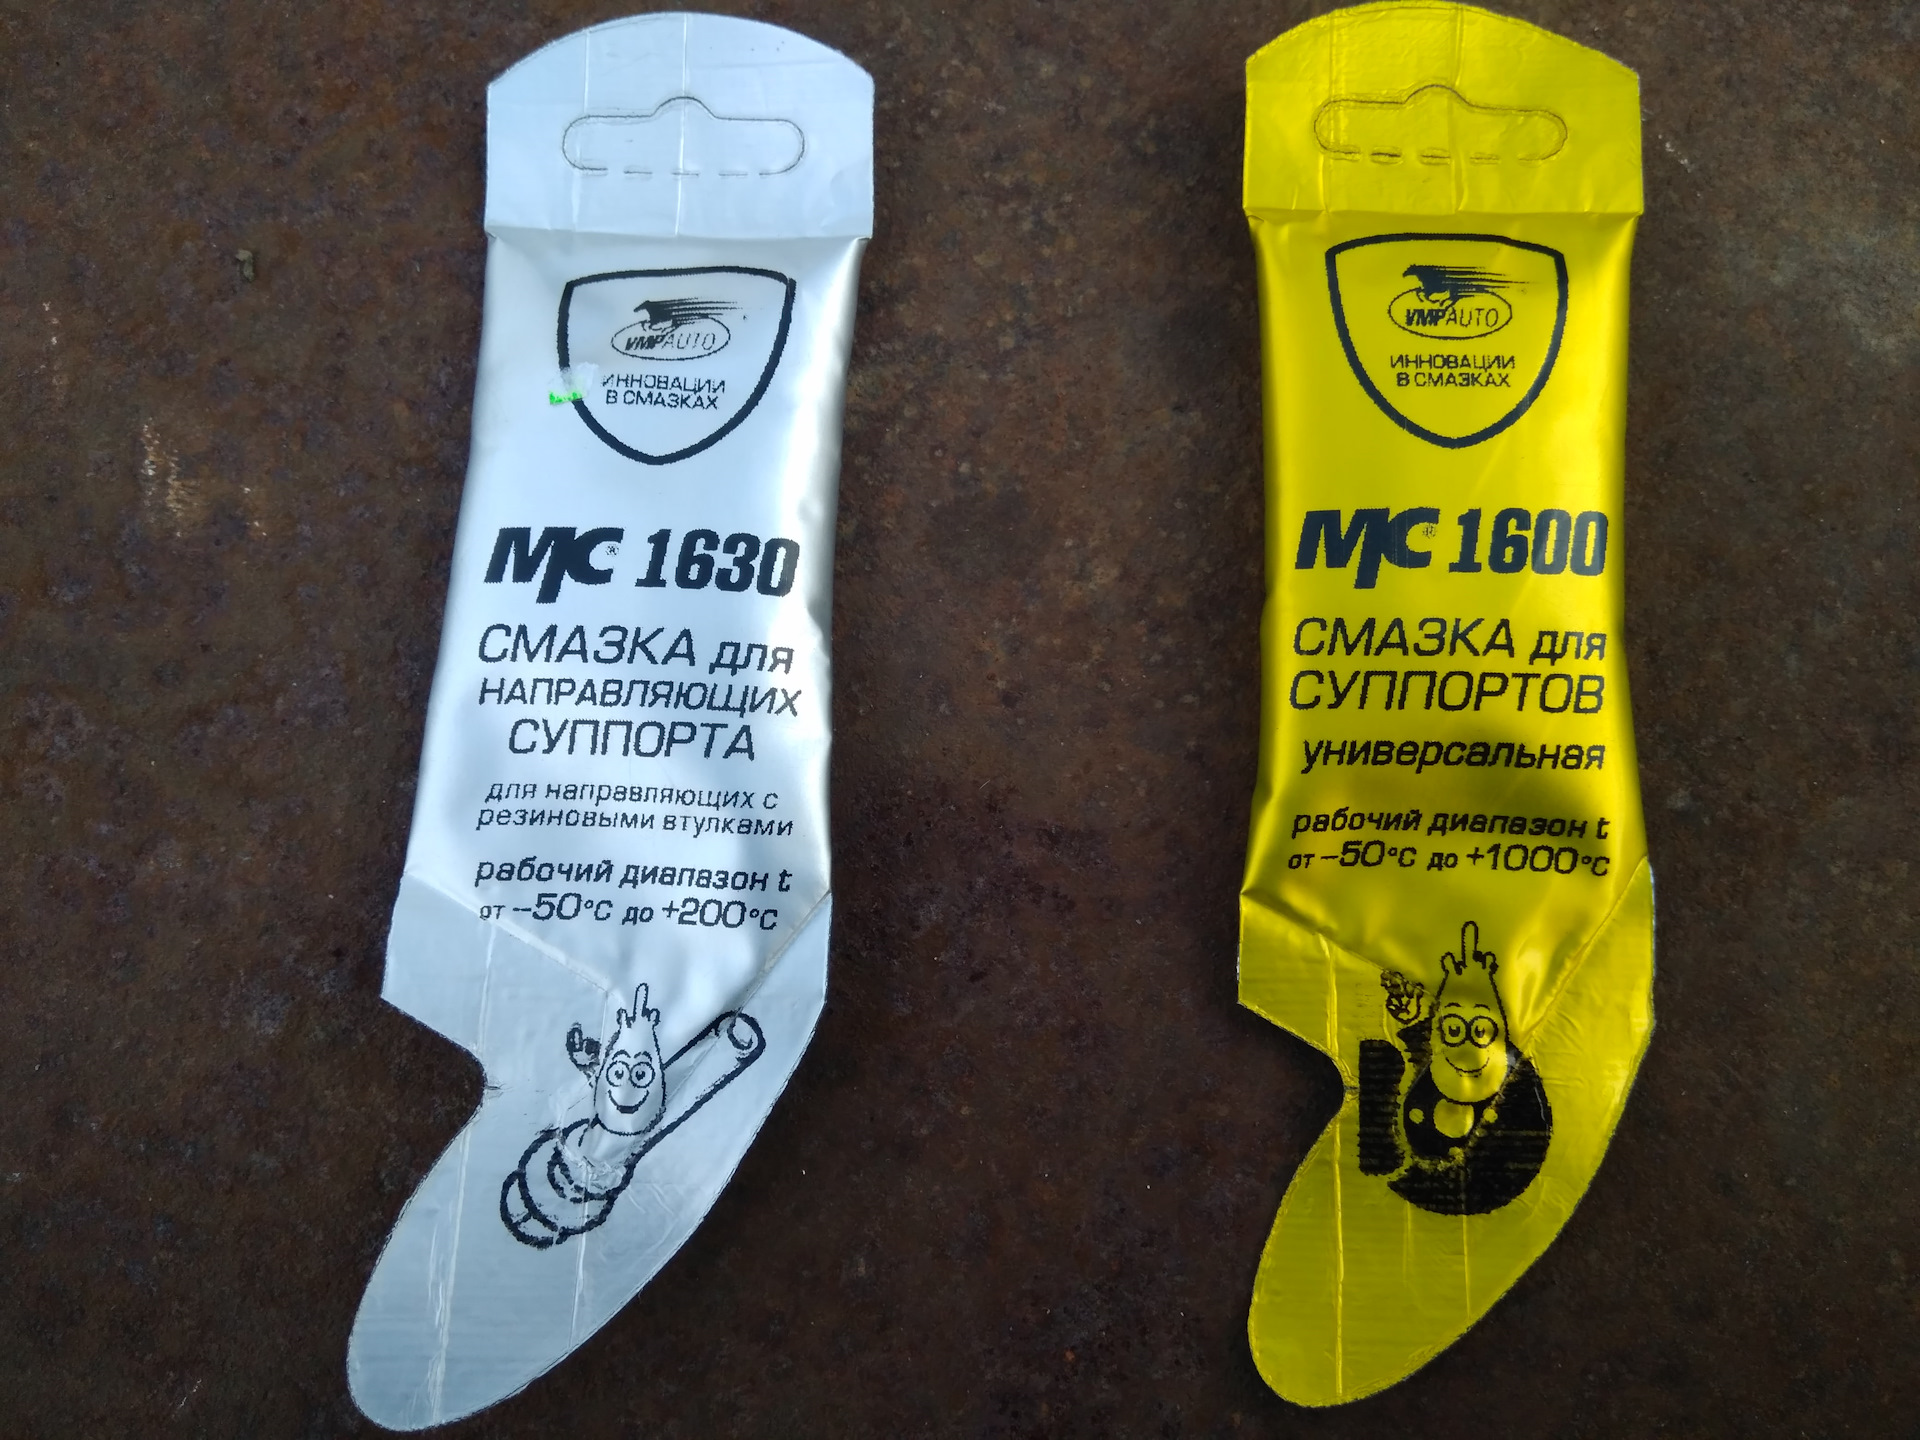 VMPAUTO
ИННОВАЦИИ
В СМАЗКАХ
МС® 1630
СМАЗКА для
НАПРАВЛЯЮЩИХ
СУППОРТА
для направляющих с
резиновыми втулками
рабочий диапазон t
от –50°C до +200°C
VMPAUTO
ИННОВАЦИИ
В СМАЗКАХ
МС® 1600
СМАЗКА для
СУППОРТОВ
универсальная
рабочий диапазон t
от –50°C до +1000°C